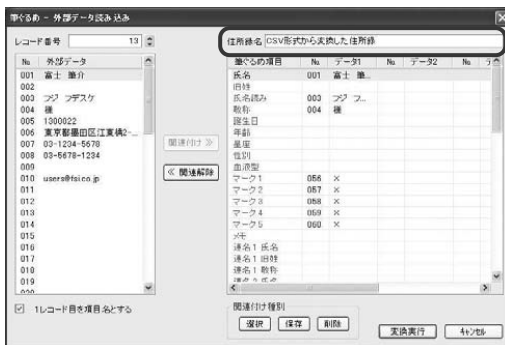 筆ぐるめ - 外部データ読み込み
レコード番号 13
住所録名 CSV形式から変換した住所録
No. 外部データ
001 富士 筆介
002
003 フジ フデスケ
004 様
005 1300022
006 東京都墨田区江東橋2-...
007 03-1234-5678
008 03-5678-1234
009
010 users@fsi.co.jp
011
012
013
014
015
016
017
018
019
関連付け ≫
≪ 関連解除
筆ぐるめ項目 No. データ1 No. データ2 No.
氏名 001 富士 筆...
旧姓
氏名読み 003 フジ フ...
敬称 004 様
誕生日
年齢
星座
性別
血液型
マーク1 056 ×
マーク2 057 ×
マーク3 058 ×
マーク4 059 ×
マーク5 060 ×
メモ
連名1 氏名
連名1 旧姓
連名1 敬称
1レコード目を項目名とする
関連付け種別
選択 保存 削除
変換実行 キャンセル